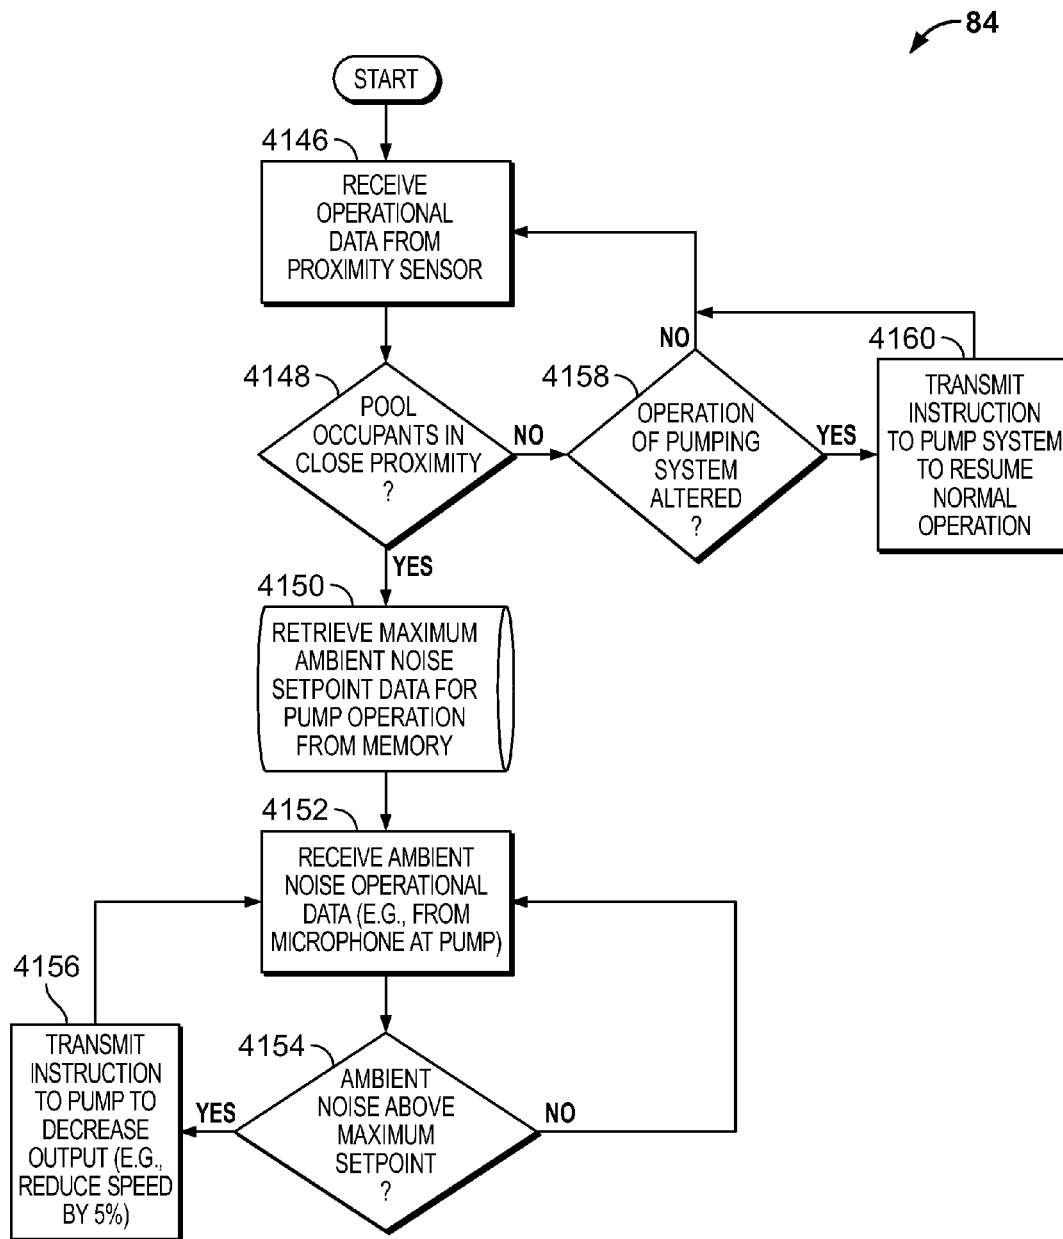 84
START
4146
RECEIVE
OPERATIONAL
DATA FROM
PROXIMITY SENSOR
4148
POOL
OCCUPANTS IN
CLOSE PROXIMITY
?
NO
YES
4158
OPERATION
OF PUMPING
SYSTEM
ALTERED
?
NO
YES
4160
TRANSMIT
INSTRUCTION
TO PUMP SYSTEM
TO RESUME
NORMAL
OPERATION
4150
RETRIEVE MAXIMUM
AMBIENT NOISE
SETPOINT DATA FOR
PUMP OPERATION
FROM MEMORY
4152
RECEIVE AMBIENT
NOISE OPERATIONAL
DATA (E.G., FROM
MICROPHONE AT PUMP)
4154
AMBIENT
NOISE ABOVE
MAXIMUM
SETPOINT
?
YES
NO
4156
TRANSMIT
INSTRUCTION
TO PUMP TO
DECREASE
OUTPUT (E.G.,
REDUCE SPEED
BY 5%)